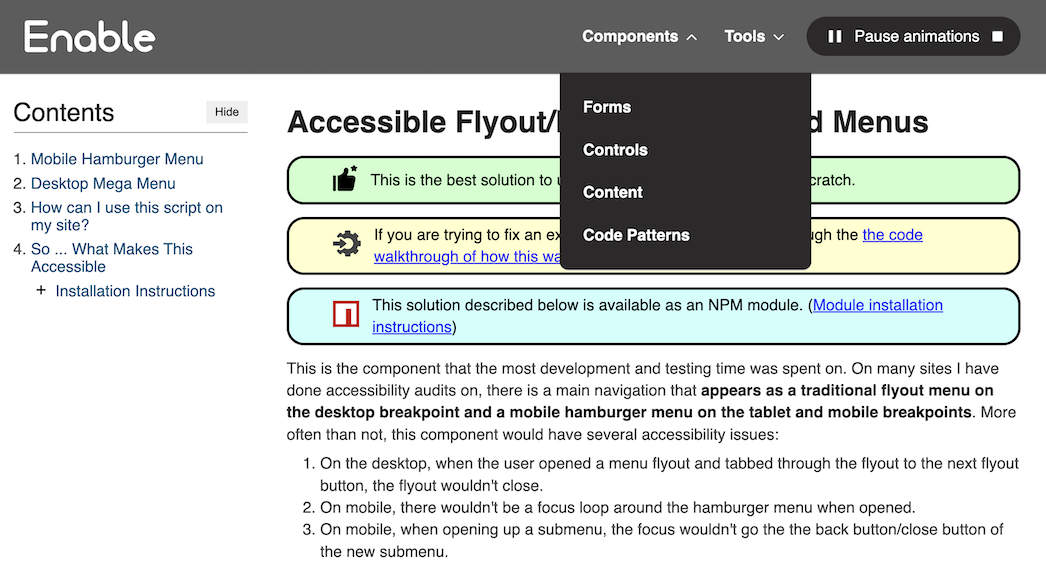 Enable
Components
Tools
Pause animations
Contents
Hide
1. Mobile Hamburger Menu
2. Desktop Mega Menu
3. How can I use this script on
my site?
4. So ... What Makes This
Accessible
+ Installation Instructions
Forms
Controls
Content
Code Patterns
Accessible Flyout/ d Menus
This is the best solution to cratch.
If you are trying to fix an the the code
walkthrough of how this
This solution described below is available as an NPM module. (Module installation
instructions)
This is the component that the most development and testing time was spent on. On many sites I have
done accessibility audits on, there is a main navigation that appears as a traditional flyout menu on
the desktop breakpoint and a mobile hamburger menu on the tablet and mobile breakpoints. More
often than not, this component would have several accessibility issues:
1. On the desktop, when the user opened a menu flyout and tabbed through the flyout to the next flyout
button, the flyout wouldn't close.
2. On mobile, there wouldn't be a focus loop around the hamburger menu when opened.
3. On mobile, when opening up a submenu, the focus wouldn't go the the back button/close button of
the new submenu.